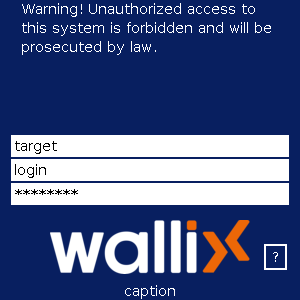 Warning! Unauthorized access to
this system is forbidden and will be
prosecuted by law.
target
login
********
wallix
?
caption